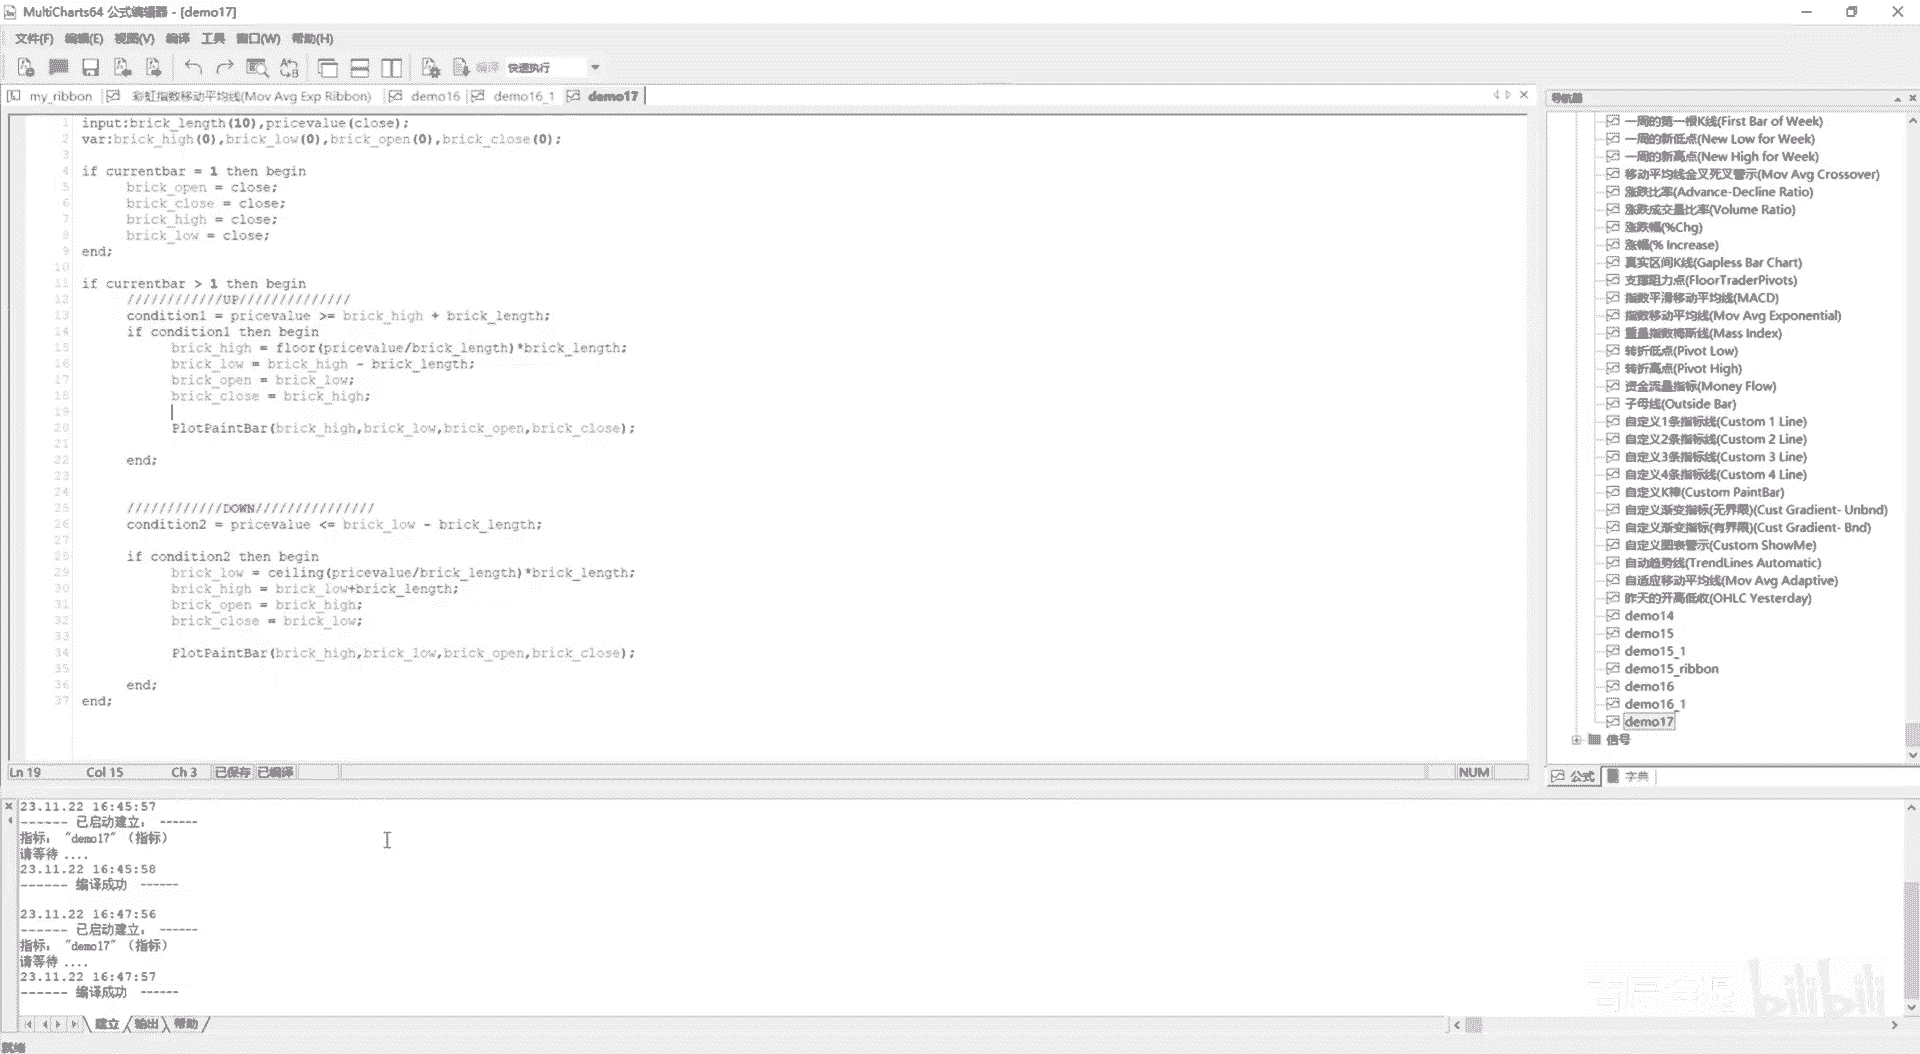 MultiCharts64 公式编辑器 - [demo17]
文件(F) 编辑(E) 视图(V) 编译 工具 窗口(W) 帮助(H)
编译 快速执行
my_ribbon 彩虹指数移动平均线(Mov Avg Exp Ribbon) demo16 demo16_1 demo17
1 input:brick_length(10),pricevalue(close);
2 var:brick_high(0),brick_low(0),brick_open(0),brick_close(0);
3
4 if currentbar = 1 then begin
5 brick_open = close;
6 brick_close = close;
7 brick_high = close;
8 brick_low = close;
9 end;
10
11 if currentbar > 1 then begin
12 ////////////UP//////////////
13 condition1 = pricevalue >= brick_high + brick_length;
14 if condition1 then begin
15 brick_high = floor(pricevalue/brick_length)*brick_length;
16 brick_low = brick_high - brick_length;
17 brick_open = brick_low;
18 brick_close = brick_high;
19
20 PlotPaintBar(brick_high,brick_low,brick_open,brick_close);
21
22 end;
23
24
25 ////////////DOWN///////////////
26 condition2 = pricevalue <= brick_low - brick_length;
27
28 if condition2 then begin
29 brick_low = ceiling(pricevalue/brick_length)*brick_length;
30 brick_high = brick_low+brick_length;
31 brick_open = brick_high;
32 brick_close = brick_low;
33
34 PlotPaintBar(brick_high,brick_low,brick_open,brick_close);
35
36 end;
37 end;
Ln 19 Col 15 Ch 3 已保存 已编译 NUM
导航器
一周的第一根K线(First Bar of Week)
一周的新低点(New Low for Week)
一周的新高点(New High for Week)
移动平均线金叉死叉警示(Mov Avg Crossover)
涨跌比率(Advance-Decline Ratio)
涨跌成交量比率(Volume Ratio)
涨跌幅(%Chg)
涨幅(% Increase)
真实区间K线(Gapless Bar Chart)
支撑阻力点(FloorTraderPivots)
指数平滑移动平均线(MACD)
指数移动平均线(Mov Avg Exponential)
重量指数梅斯线(Mass Index)
转折低点(Pivot Low)
转折高点(Pivot High)
资金流量指标(Money Flow)
子母线(Outside Bar)
自定义1条指标线(Custom 1 Line)
自定义2条指标线(Custom 2 Line)
自定义3条指标线(Custom 3 Line)
自定义4条指标线(Custom 4 Line)
自定义K棒(Custom PaintBar)
自定义渐变指标(无界限)(Cust Gradient- Unbnd)
自定义渐变指标(有界限)(Cust Gradient- Bnd)
自定义图表警示(Custom ShowMe)
自动趋势线(TrendLines Automatic)
自适应移动平均线(Mov Avg Adaptive)
昨天的开高低收(OHLC Yesterday)
demo14
demo15
demo15_1
demo15_ribbon
demo16
demo16_1
demo17
信号
公式 字典
23.11.22 16:45:57
------ 已启动建立: ------
指标: "demo17" (指标)
请等待 ....
23.11.22 16:45:58
------ 编译成功 ------
23.11.22 16:47:56
------ 已启动建立: ------
指标: "demo17" (指标)
请等待 ....
23.11.22 16:47:57
------ 编译成功 ------
建立 输出 帮助
就绪
bilibili